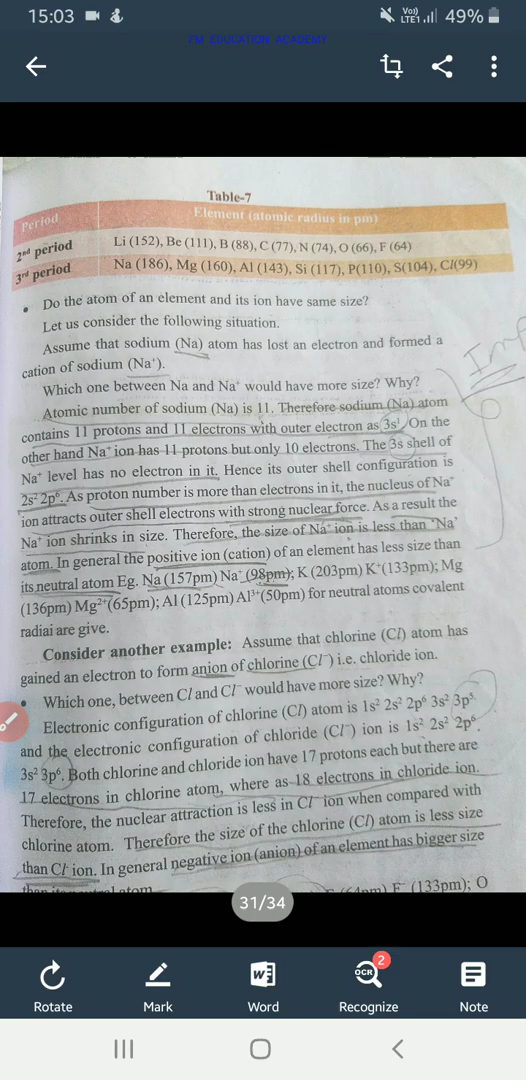 15:03
Vo)) LTE1 49%
FM EDUCATION ACADEMY
Table-7
Period Element (atomic radius in pm)
2nd period Li (152), Be (111), B (88), C (77), N (74), O (66), F (64)
3rd period Na (186), Mg (160), Al (143), Si (117), P(110), S(104), Cl(99)
• Do the atom of an element and its ion have same size?
Let us consider the following situation.
Assume that sodium (Na) atom has lost an electron and formed a
cation of sodium (Na⁺).
Imp
Which one between Na and Na⁺ would have more size? Why?
Atomic number of sodium (Na) is 11. Therefore sodium (Na) atom
contains 11 protons and 11 electrons with outer electron as 3s¹. On the
other hand Na⁺ ion has 11 protons but only 10 electrons. The 3s shell of
Na⁺ level has no electron in it. Hence its outer shell configuration is
2s² 2p⁶. As proton number is more than electrons in it, the nucleus of Na⁺
ion attracts outer shell electrons with strong nuclear force. As a result the
Na⁺ ion shrinks in size. Therefore, the size of Na⁺ ion is less than 'Na'
atom. In general the positive ion (cation) of an element has less size than
its neutral atom Eg. Na (157pm) Na⁺ (98pm); K (203pm) K⁺(133pm); Mg
(136pm) Mg²⁺(65pm); Al (125pm) Al³⁺(50pm) for neutral atoms covalent
radiai are give.
Consider another example: Assume that chlorine (Cl) atom has
gained an electron to form anion of chlorine (Cl⁻) i.e. chloride ion.
• Which one, between Cl and Cl⁻ would have more size? Why?
Electronic configuration of chlorine (Cl) atom is 1s² 2s² 2p⁶ 3s² 3p⁵
and the electronic configuration of chloride (Cl⁻) ion is 1s² 2s² 2p⁶
3s² 3p⁶. Both chlorine and chloride ion have 17 protons each but there are
17 electrons in chlorine atom, where as 18 electrons in chloride ion.
Therefore, the nuclear attraction is less in Cl⁻ ion when compared with
chlorine atom. Therefore the size of the chlorine (Cl) atom is less size
than Cl⁻ ion. In general negative ion (anion) of an element has bigger size
F⁻ (133pm); O
31/34
OCR 2
Rotate Mark Word Recognize Note